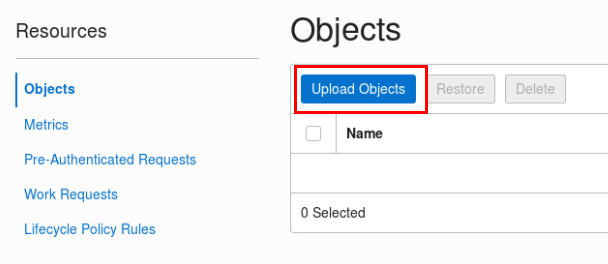 Resources
Objects
Metrics
Pre-Authenticated Requests
Work Requests
Lifecycle Policy Rules
Objects
Upload Objects Restore Delete
Name
0 Selected